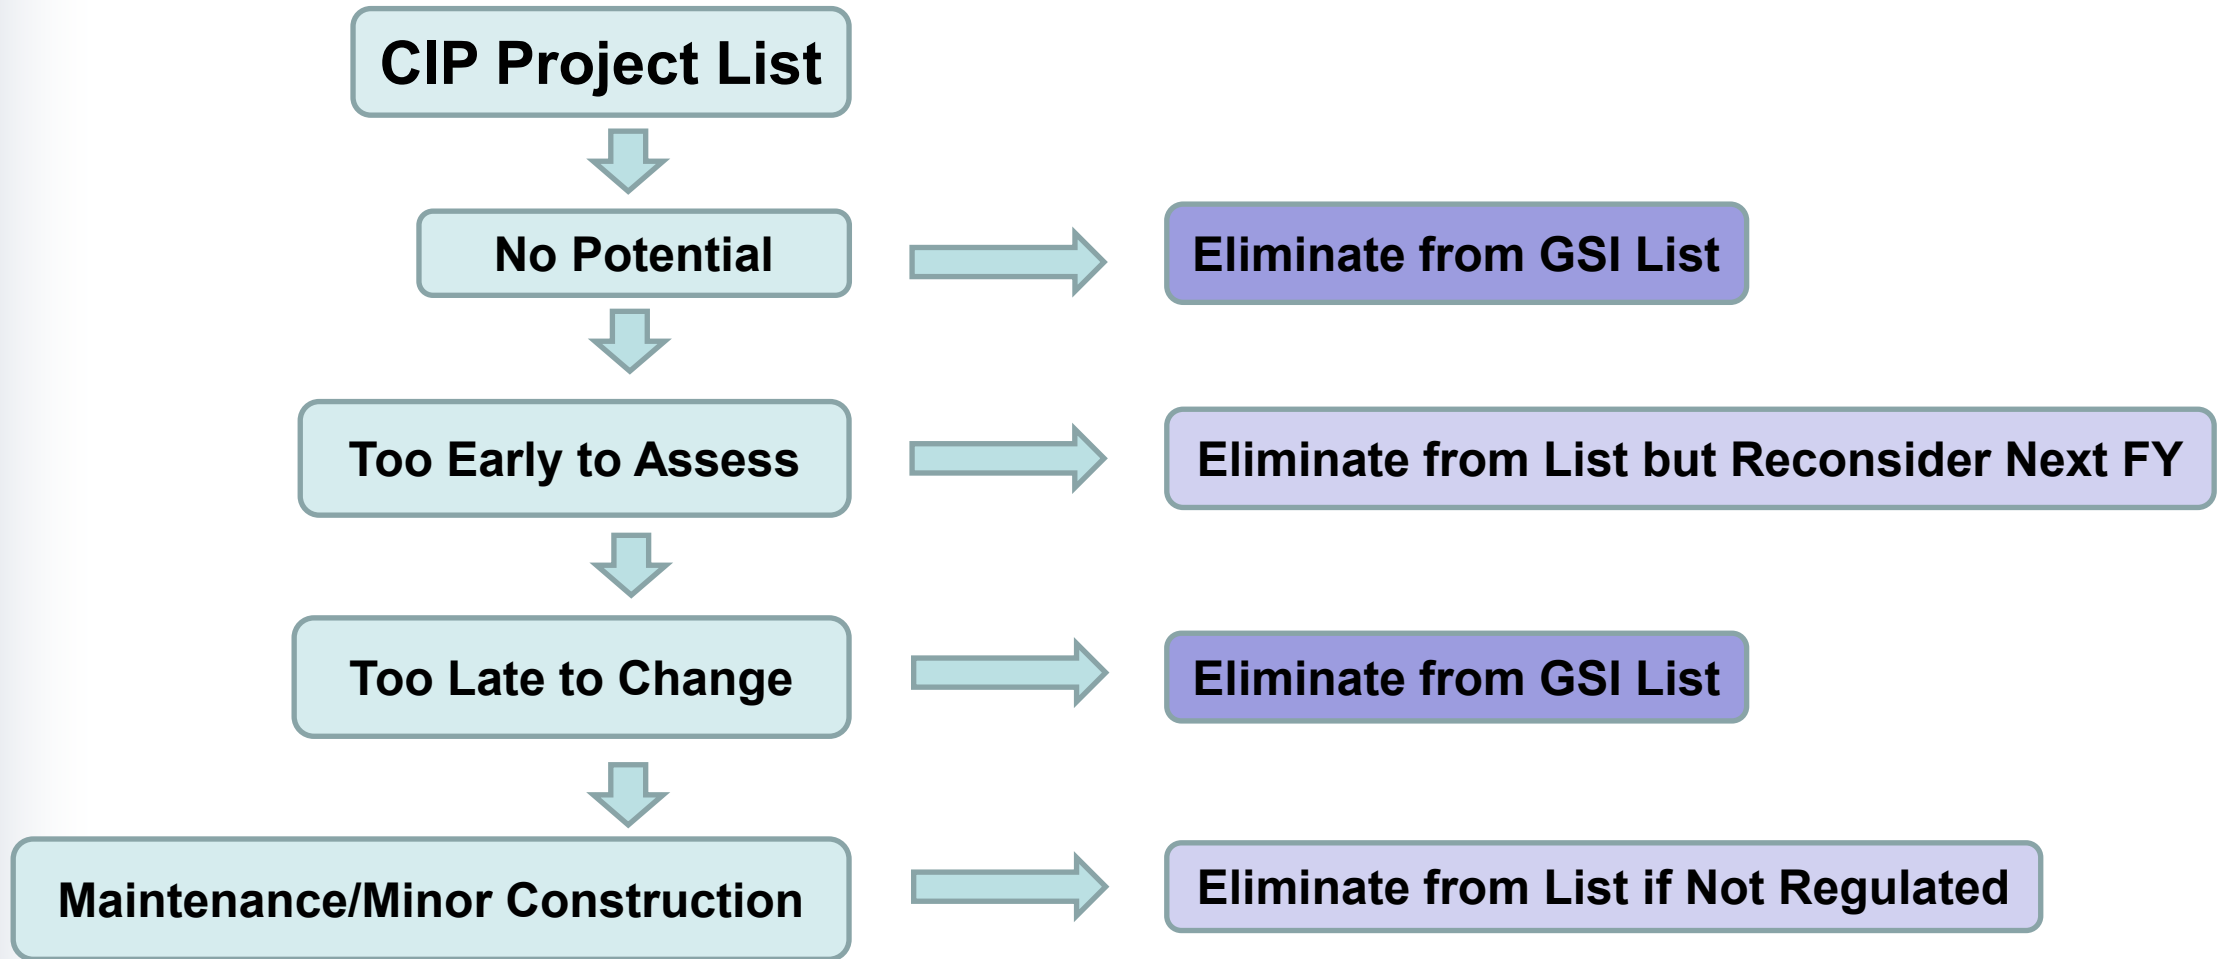 CIP Project List
No Potential
Eliminate from GSI List
Too Early to Assess
Eliminate from List but Reconsider Next FY
Too Late to Change
Eliminate from GSI List
Maintenance/Minor Construction
Eliminate from List if Not Regulated